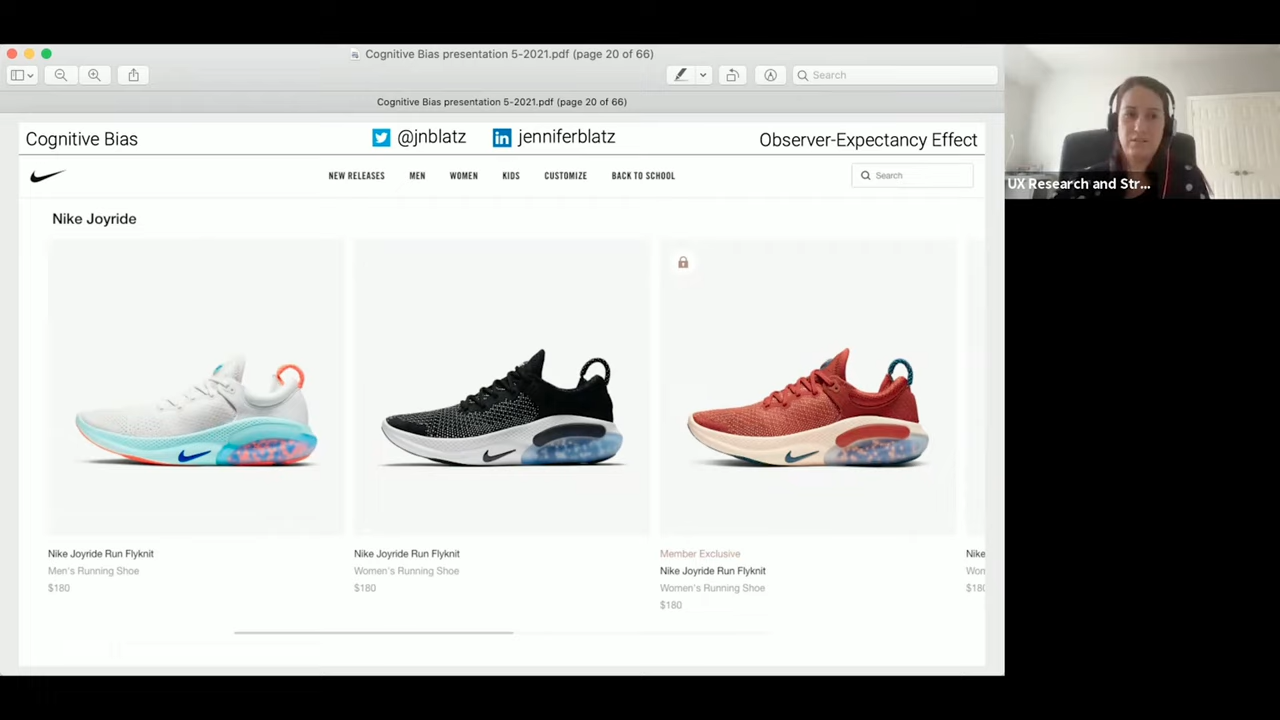 Cognitive Bias presentation 5-2021.pdf (page 20 of 66)
Search
Cognitive Bias presentation 5-2021.pdf (page 20 of 66)
Cognitive Bias
@jnblatz
jenniferblatz
Observer-Expectancy Effect
NEW RELEASES MEN WOMEN KIDS CUSTOMIZE BACK TO SCHOOL
Search
UX Research and Str...
Nike Joyride
Nike Joyride Run Flyknit
Men's Running Shoe
$180
Nike Joyride Run Flyknit
Women's Running Shoe
$180
Member Exclusive
Nike Joyride Run Flyknit
Women's Running Shoe
$180
Nike
Won
$180